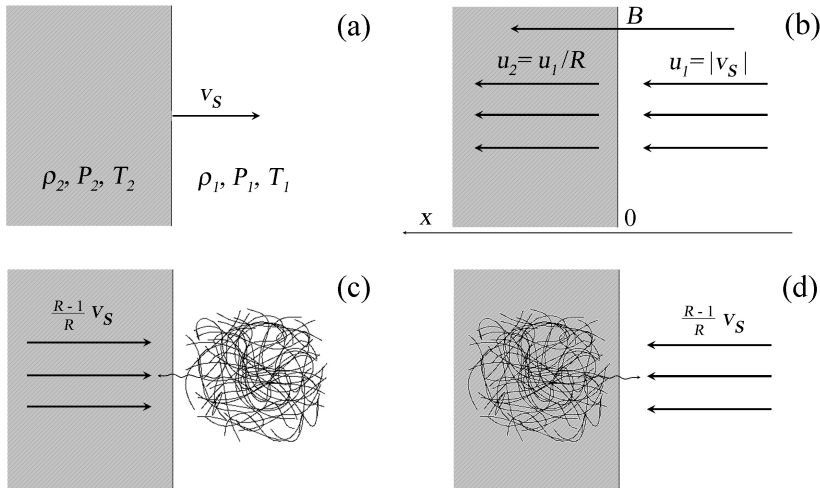 (a)
v_S
ρ_2, P_2, T_2
ρ_1, P_1, T_1
(b)
B
u_2= u_1/R
u_1=|v_S|
x
0
(c)
R-1/R v_S
(d)
R-1/R v_S